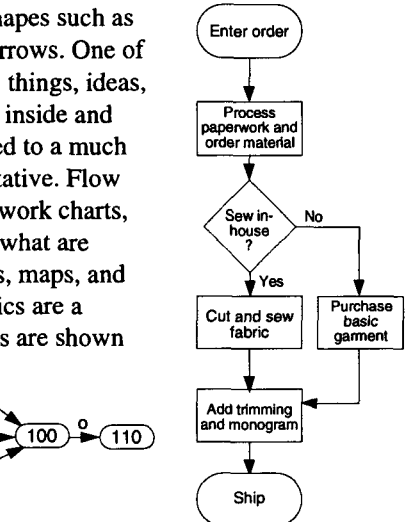 hapes such as
rrows. One of
things, ideas,
inside and
ed to a much
tative. Flow
work charts,
what are
s, maps, and
ics are a
s are shown
100 o 110
Enter order
Process
paperwork and
order material
Sew in-
house
?
No
Yes
Cut and sew
fabric
Purchase
basic
garment
Add trimming
and monogram
Ship